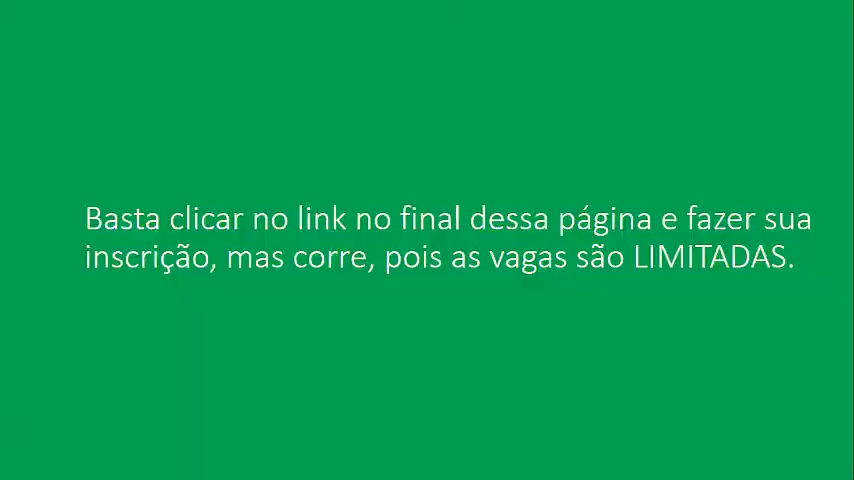 Basta clicar no link no final dessa página e fazer sua
inscrição, mas corre, pois as vagas são LIMITADAS.